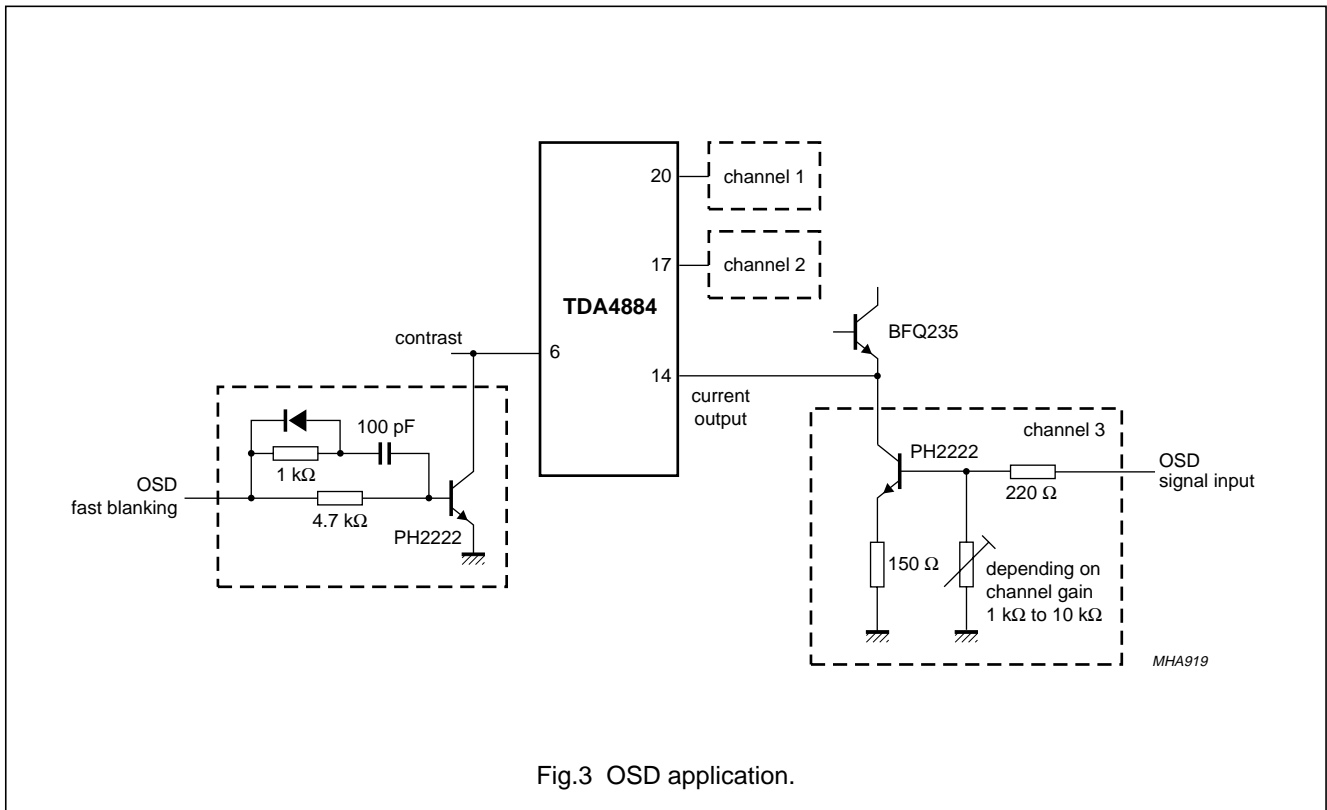 20
channel 1
17
channel 2
TDA4884
BFQ235
contrast
6
14
current
output
channel 3
100 pF
PH2222
OSD
signal input
1 kΩ
220 Ω
OSD
fast blanking
4.7 kΩ
PH2222
150 Ω
depending on
channel gain
1 kΩ to 10 kΩ
MHA919
Fig.3 OSD application.